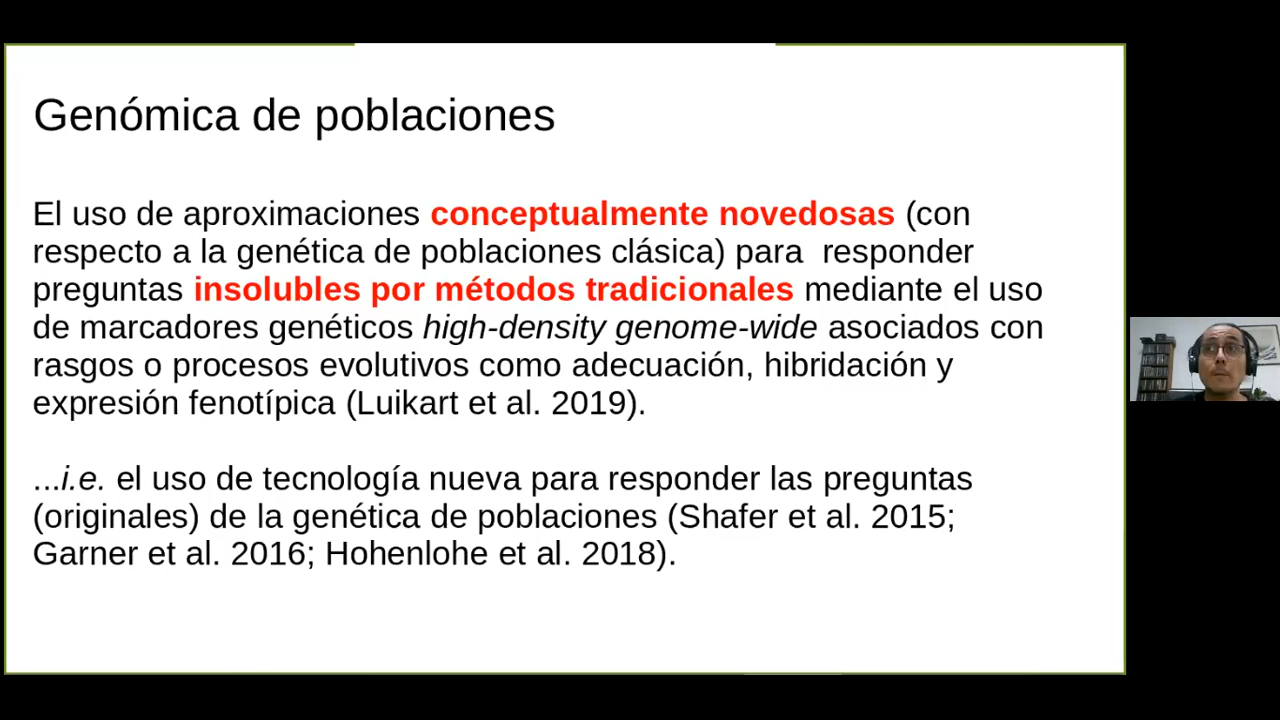 Genómica de poblaciones
El uso de aproximaciones conceptualmente novedosas (con
respecto a la genética de poblaciones clásica) para responder
preguntas insolubles por métodos tradicionales mediante el uso
de marcadores genéticos high-density genome-wide asociados con
rasgos o procesos evolutivos como adecuación, hibridación y
expresión fenotípica (Luikart et al. 2019).
...i.e. el uso de tecnología nueva para responder las preguntas
(originales) de la genética de poblaciones (Shafer et al. 2015;
Garner et al. 2016; Hohenlohe et al. 2018).